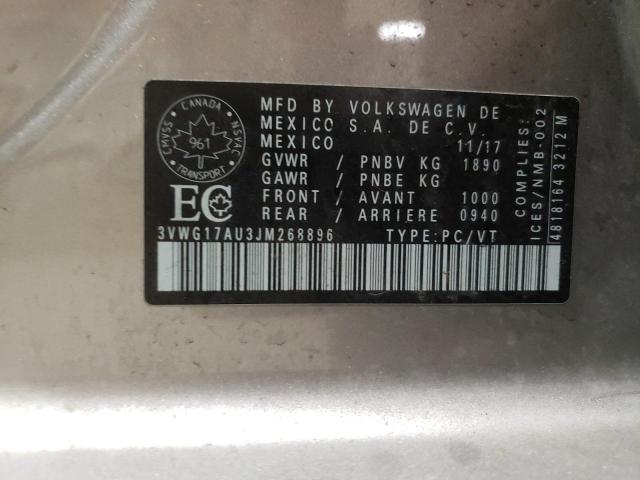 CANADA
CMVSS
NSVAC
961
TRANSPORT
EC
MFD BY VOLKSWAGEN DE
MEXICO S.A. DE C.V.
MEXICO 11/17
GVWR / PNBV KG 1890
GAWR / PNBE KG
FRONT / AVANT 1000
REAR / ARRIERE 0940
3VWG17AU3JM268896 TYPE:PC/VT
COMPLIES:
ICES/NMB-002
4818164 3212 M